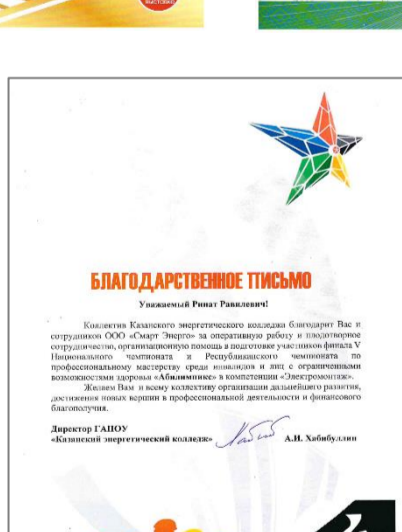 ВЫСТАВКО
БЛАГОДАРСТВЕННОЕ ПИСЬМО
Уважаемый Ринат Равилевич!
Коллектив Казанского энергетического колледжа благодарит Вас и
сотрудников ООО «Смарт Энерго» за оперативную работу и плодотворное
сотрудничество, организационную помощь в подготовке участников финала V
Национального чемпионата и Республиканского чемпионата по
профессиональному мастерству среди инвалидов и лиц с ограниченными
возможностями здоровья «Абилимпикс» в компетенции «Электромонтаж».
Желаем Вам и всему коллективу организации дальнейшего развития,
достижения новых вершин в профессиональной деятельности и финансового
благополучия.
Директор ГАПОУ
«Казанский энергетический колледж» А.И. Хабибуллин